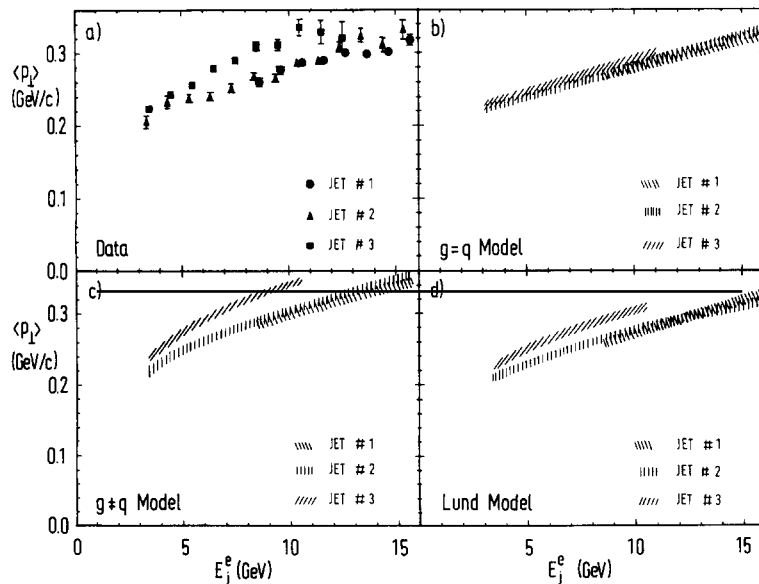 a)
b)
0.3
⟨p⊥⟩
(GeV/c)
0.2
0.1
0.0
JET # 1
JET # 2
JET # 3
Data
JET # 1
JET # 2
JET # 3
g=q Model
c)
d)
0.3
⟨p⊥⟩
(GeV/c)
0.2
0.1
0.0
JET # 1
JET # 2
JET # 3
g≠q Model
JET # 1
JET # 2
JET # 3
Lund Model
0 5 10 15 5 10 15
E_j^e (GeV) E_j^e (GeV)